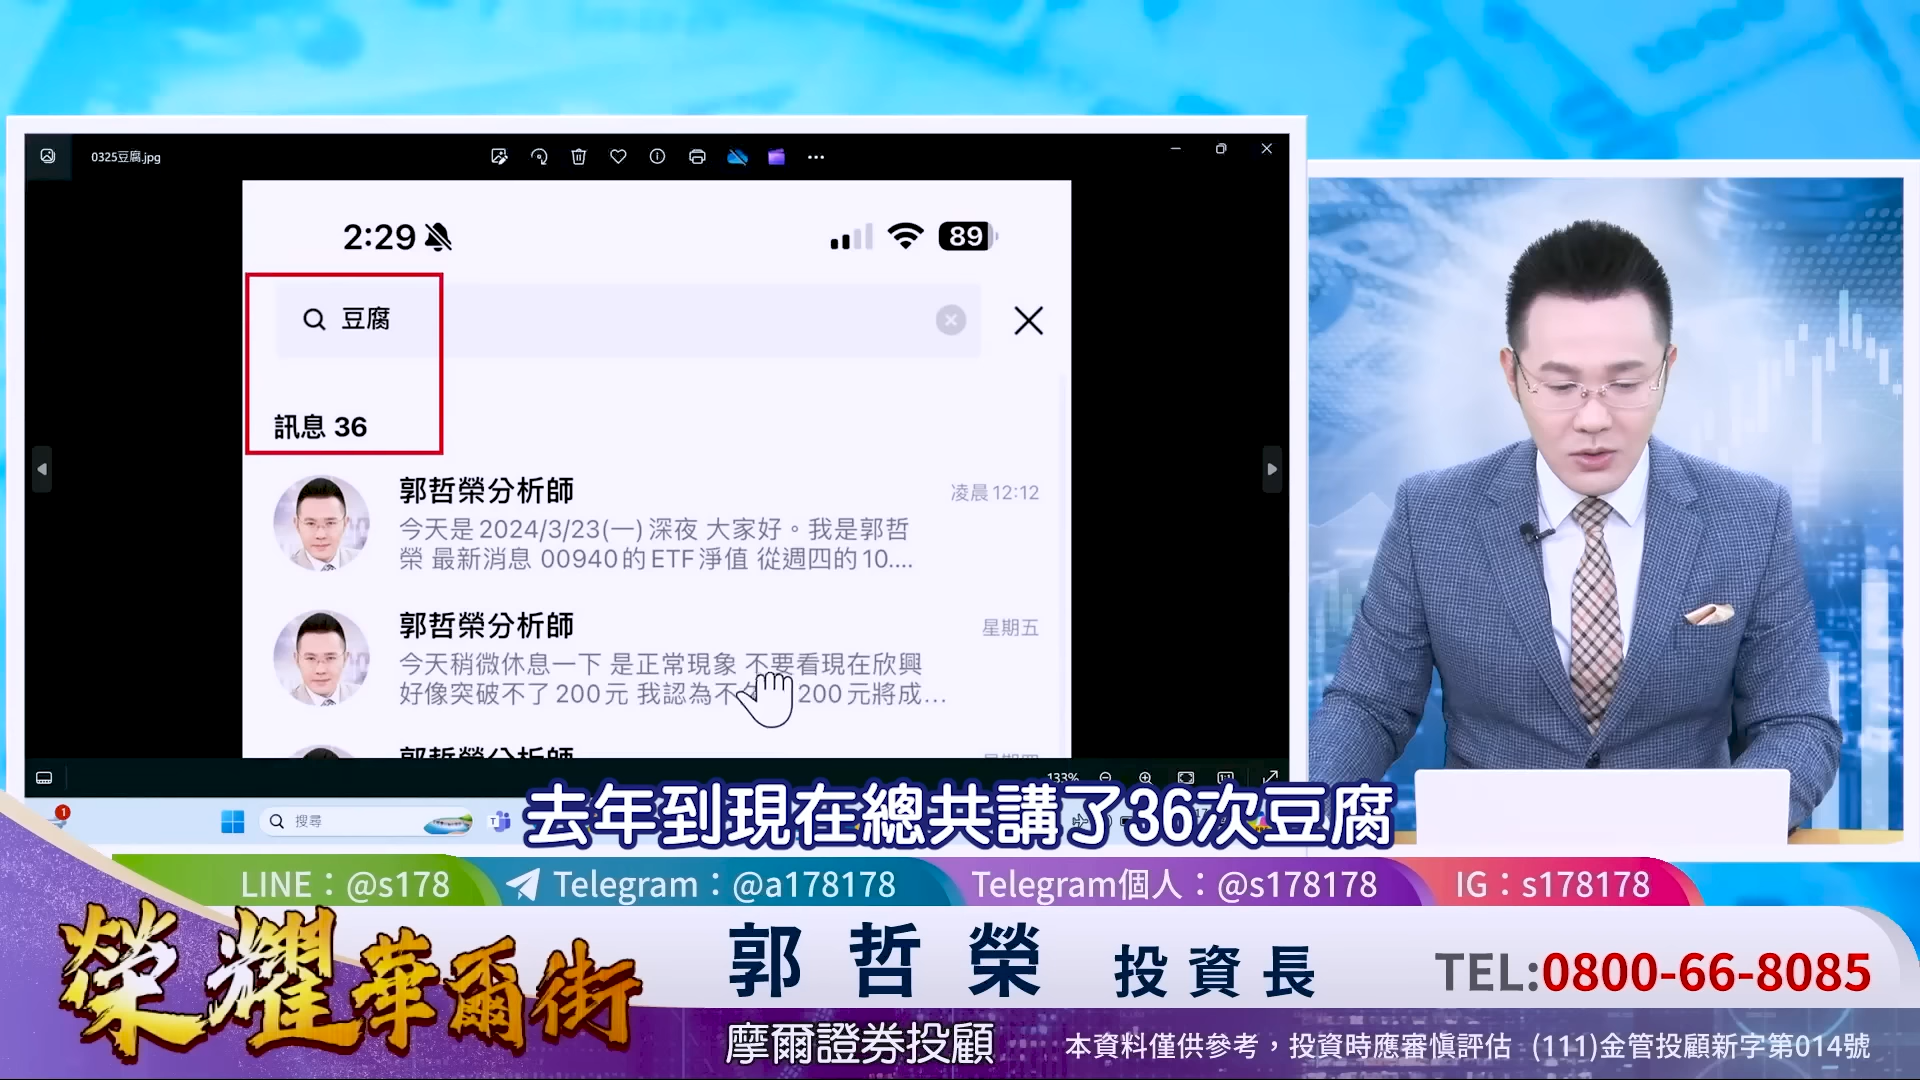 0325豆腐.jpg
2:29
89
豆腐
訊息 36
郭哲榮分析師
凌晨 12:12
今天是 2024/3/23(一) 深夜 大家好。我是郭哲
榮 最新消息 00940的ETF淨值 從週四的10....
郭哲榮分析師
星期五
今天稍微休息一下 是正常現象 不要看現在欣興
好像突破不了 200元 我認為不 200元將成...
郭哲榮分析師
133%
1
搜尋
去年到現在總共講了36次豆腐
LINE：@s178
Telegram：@a178178
Telegram個人：@s178178
IG：s178178
榮耀華爾街
郭哲榮 投資長
TEL:0800-66-8085
摩爾證券投顧
本資料僅供參考，投資時應審慎評估 (111)金管投顧新字第014號